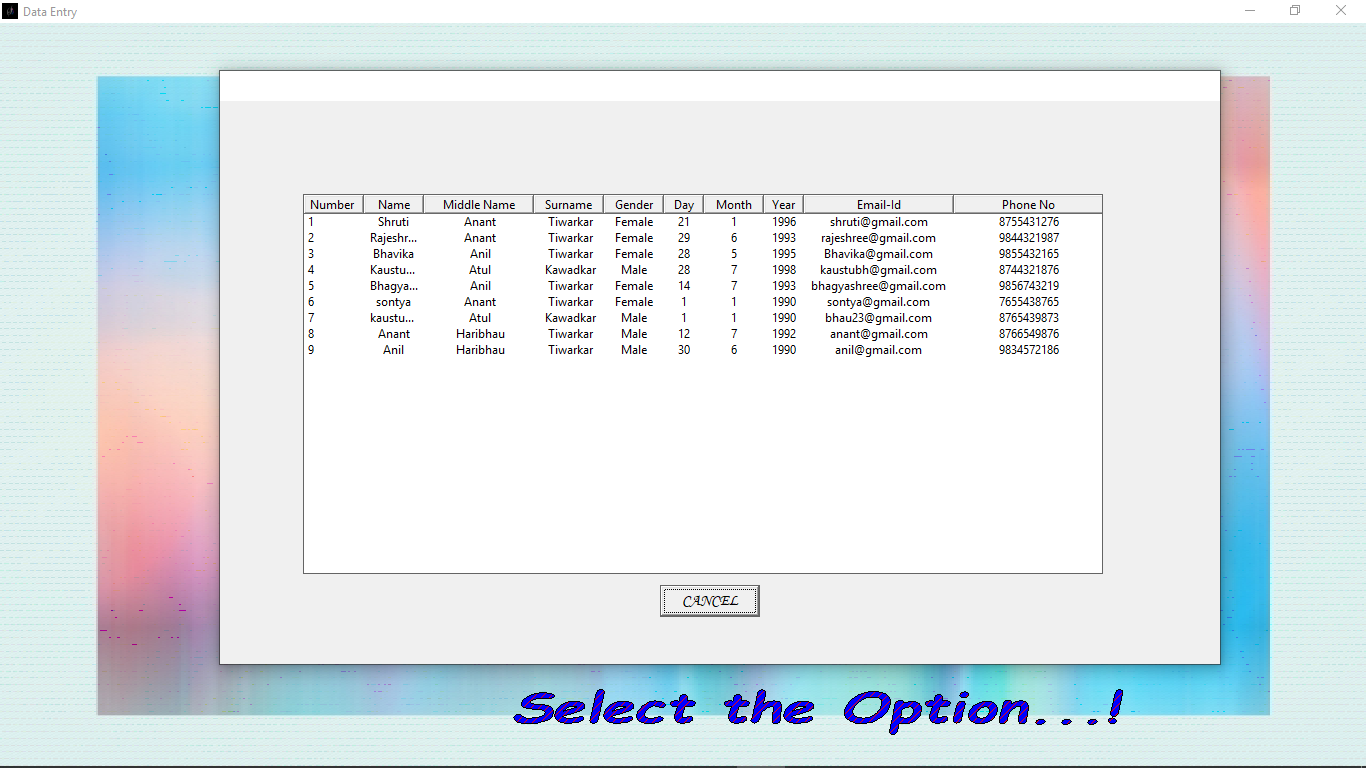 Data Entry
Number Name Middle Name Surname Gender Day Month Year Email-Id Phone No
1 Shruti Anant Tiwarkar Female 21 1 1996 shruti@gmail.com 8755431276
2 Rajeshr... Anant Tiwarkar Female 29 6 1993 rajeshree@gmail.com 9844321987
3 Bhavika Anil Tiwarkar Female 28 5 1995 Bhavika@gmail.com 9855432165
4 Kaustu... Atul Kawadkar Male 28 7 1998 kaustubh@gmail.com 8744321876
5 Bhagya... Anil Tiwarkar Female 14 7 1993 bhagyashree@gmail.com 9856743219
6 sontya Anant Tiwarkar Female 1 1 1990 sontya@gmail.com 7655438765
7 kaustu... Atul Kawadkar Male 1 1 1990 bhau23@gmail.com 8765439873
8 Anant Haribhau Tiwarkar Male 12 7 1992 anant@gmail.com 8766549876
9 Anil Haribhau Tiwarkar Male 30 6 1990 anil@gmail.com 9834572186
CANCEL
Select the Option...!